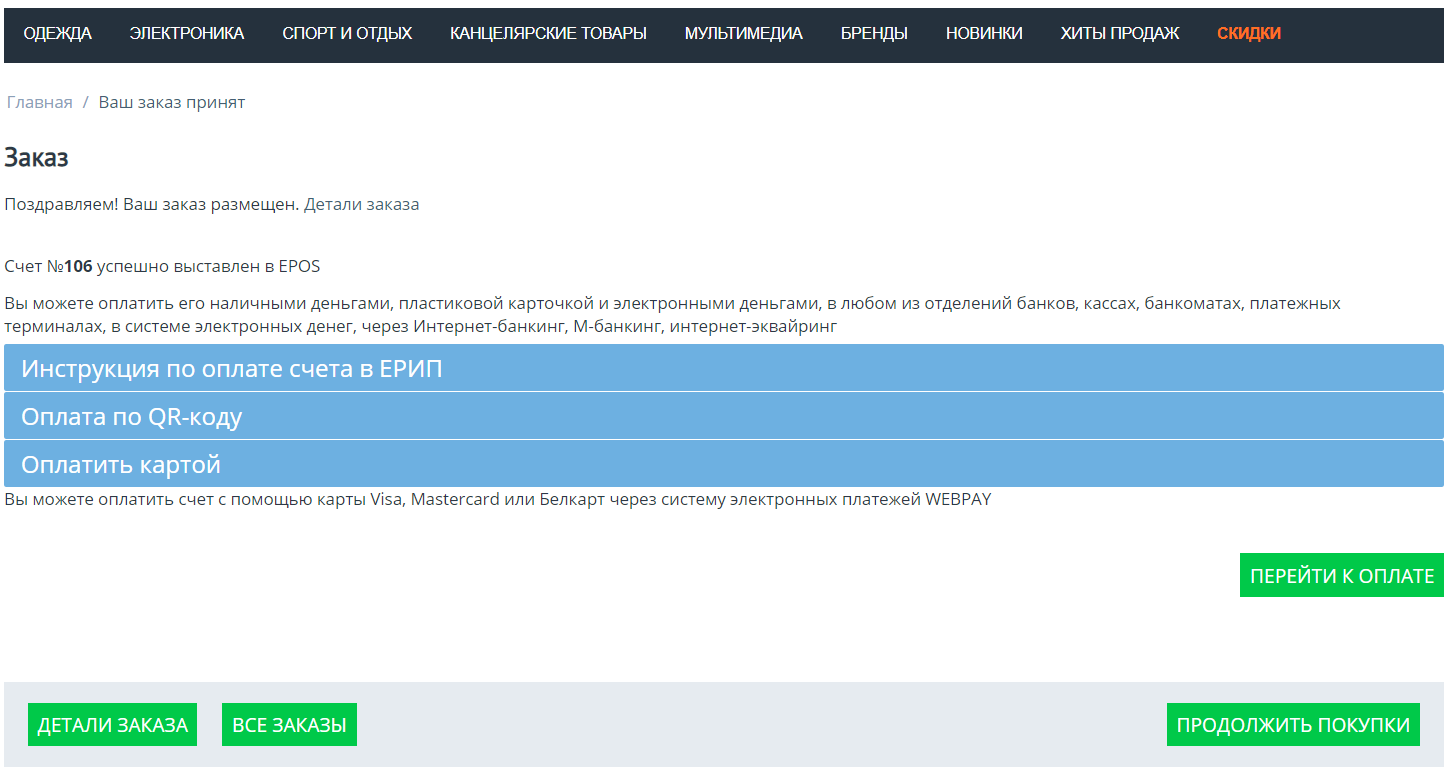 ОДЕЖДА ЭЛЕКТРОНИКА СПОРТ И ОТДЫХ КАНЦЕЛЯРСКИЕ ТОВАРЫ МУЛЬТИМЕДИА БРЕНДЫ НОВИНКИ ХИТЫ ПРОДАЖ СКИДКИ
Главная / Ваш заказ принят
Заказ
Поздравляем! Ваш заказ размещен. Детали заказа
Счет №106 успешно выставлен в EPOS
Вы можете оплатить его наличными деньгами, пластиковой карточкой и электронными деньгами, в любом из отделений банков, кассах, банкоматах, платежных
терминалах, в системе электронных денег, через Интернет-банкинг, М-банкинг, интернет-эквайринг
Инструкция по оплате счета в ЕРИП
Оплата по QR-коду
Оплатить картой
Вы можете оплатить счет с помощью карты Visa, Mastercard или Белкарт через систему электронных платежей WEBPAY
ПЕРЕЙТИ К ОПЛАТЕ
ДЕТАЛИ ЗАКАЗА ВСЕ ЗАКАЗЫ ПРОДОЛЖИТЬ ПОКУПКИ